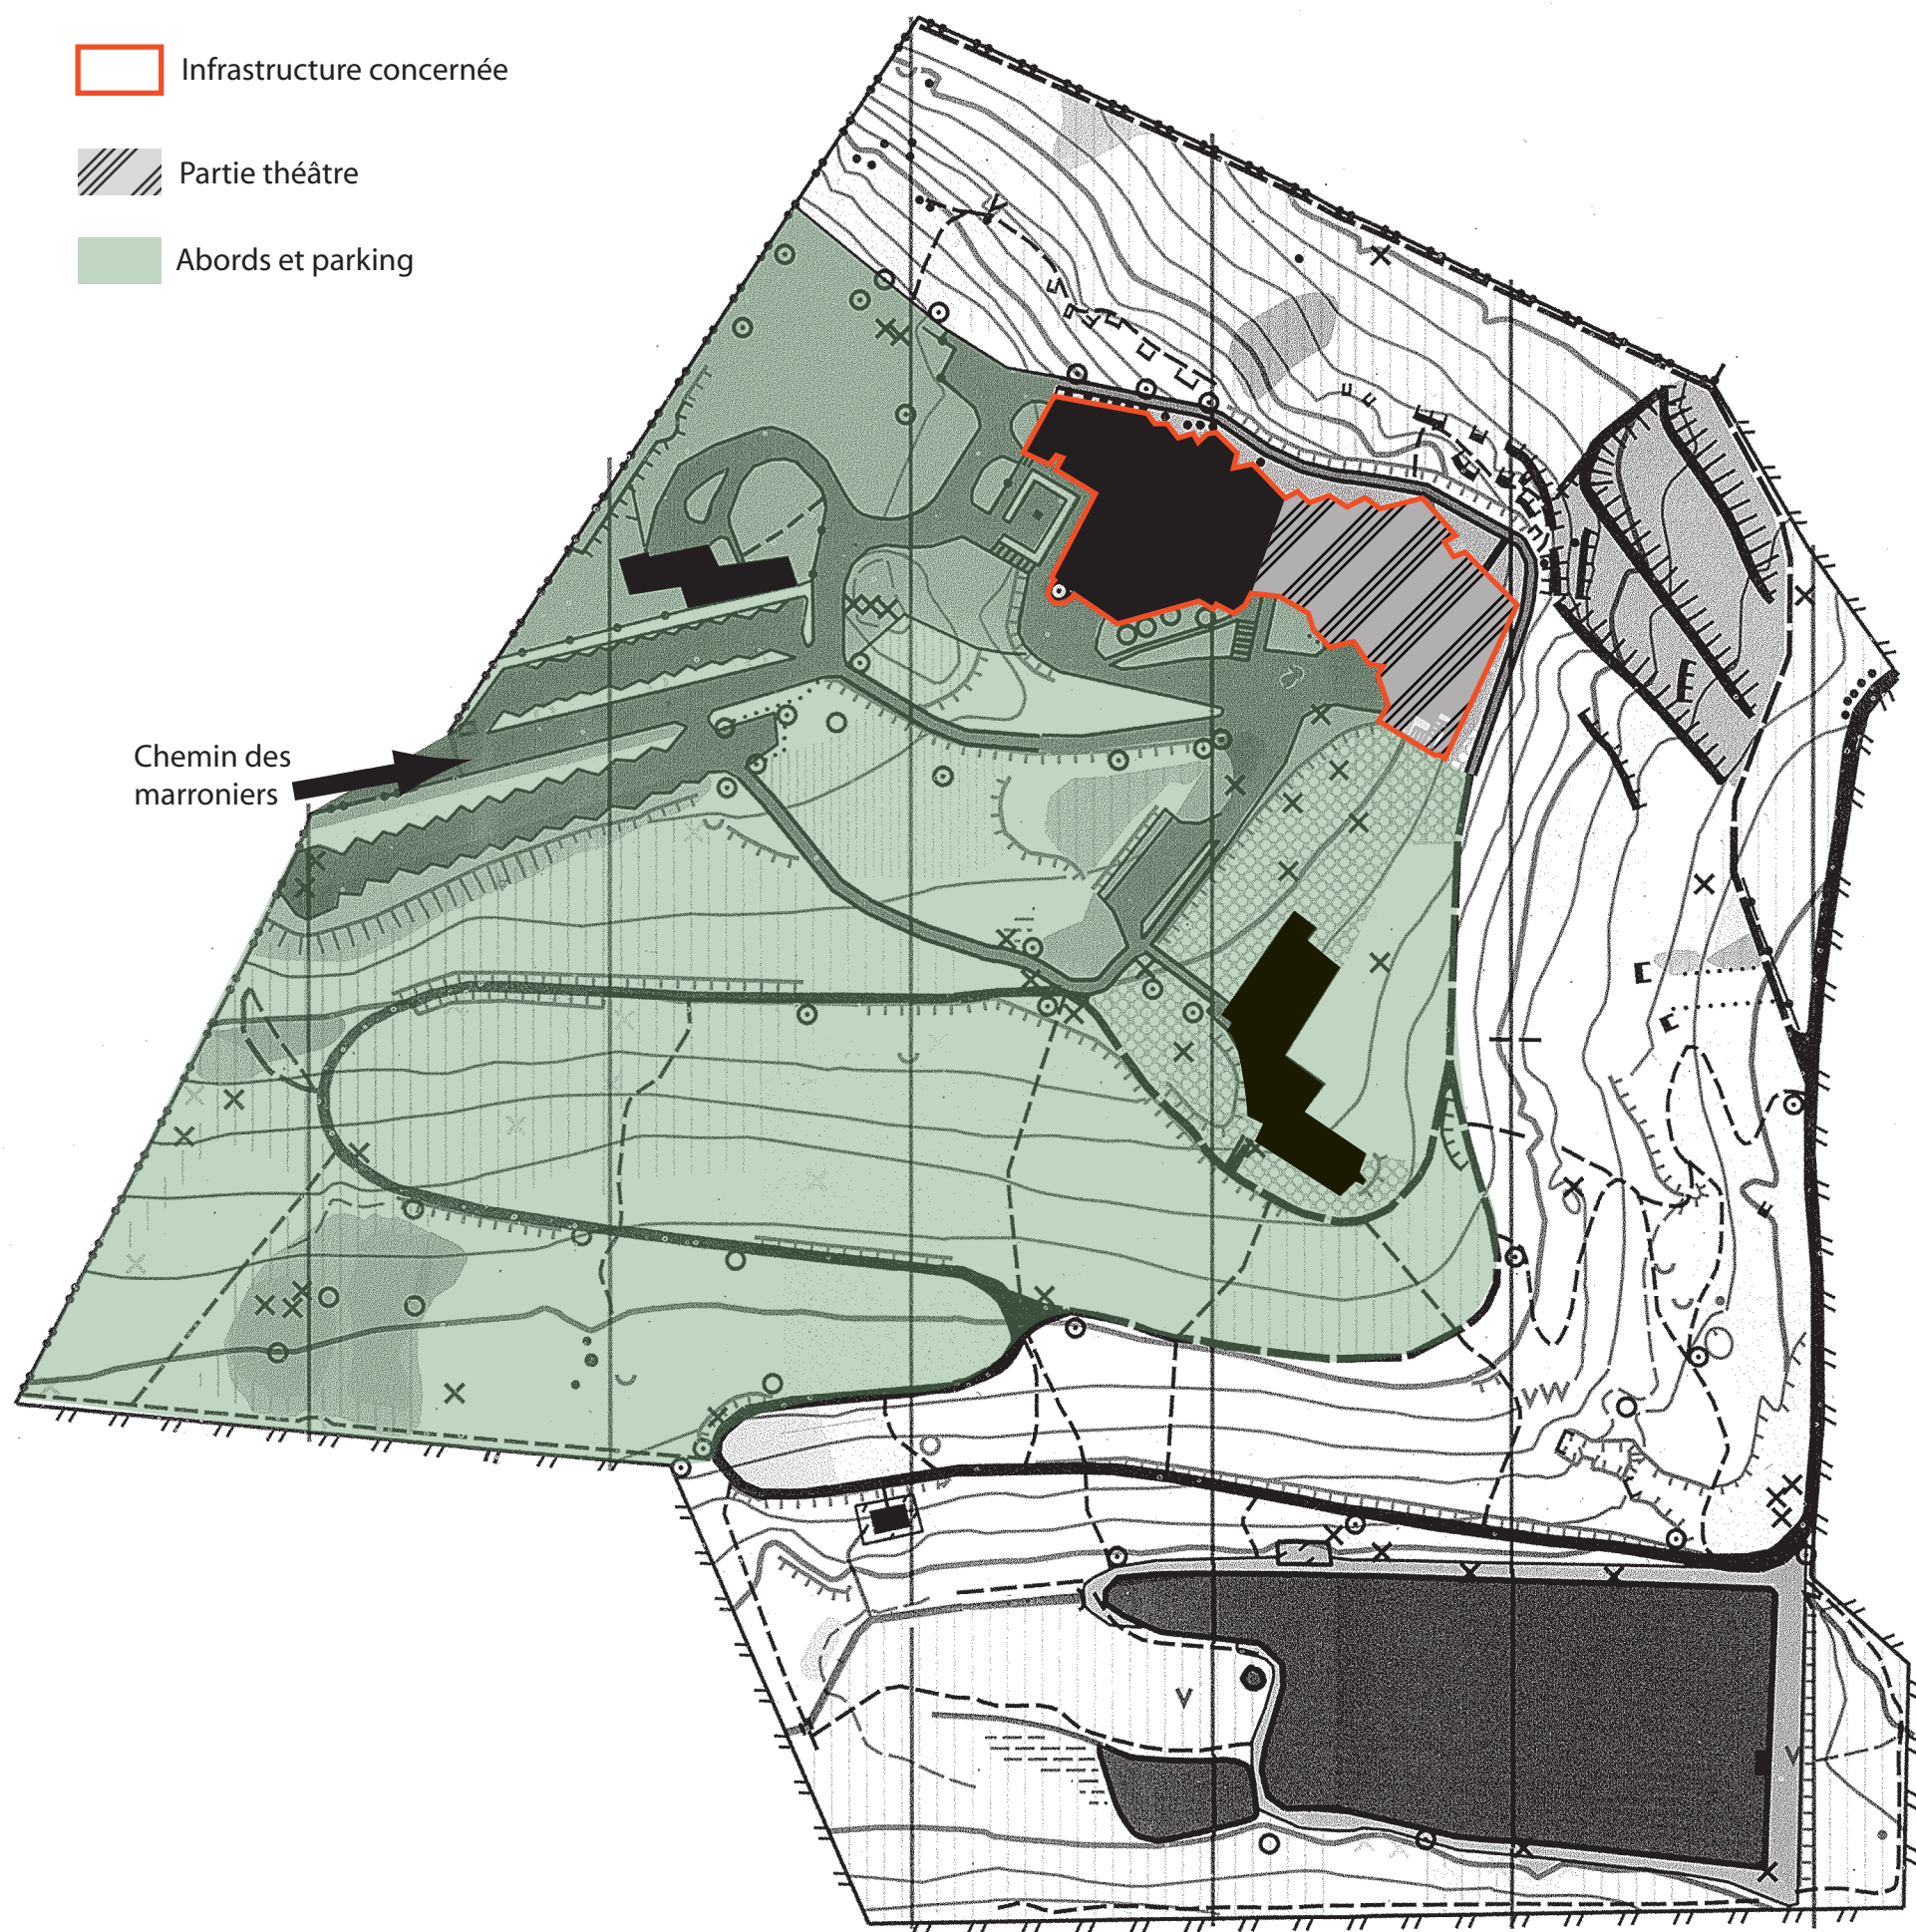 Infrastructure concernée
Partie théâtre
Abords et parking
Chemin des
marroniers